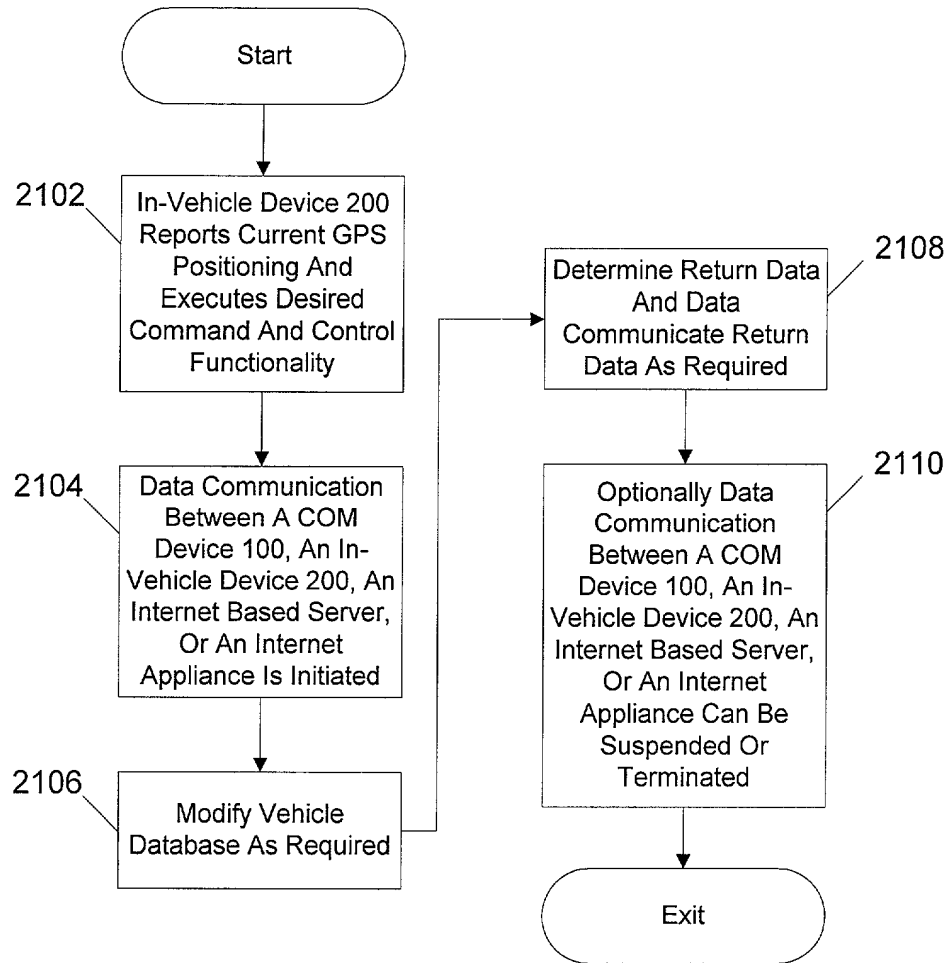 Start
2102
In-Vehicle Device 200
Reports Current GPS
Positioning And
Executes Desired
Command And Control
Functionality
2104
Data Communication
Between A COM
Device 100, An In-
Vehicle Device 200, An
Internet Based Server,
Or An Internet
Appliance Is Initiated
2106
Modify Vehicle
Database As Required
2108
Determine Return Data
And Data
Communicate Return
Data As Required
2110
Optionally Data
Communication
Between A COM
Device 100, An In-
Vehicle Device 200, An
Internet Based Server,
Or An Internet
Appliance Can Be
Suspended Or
Terminated
Exit